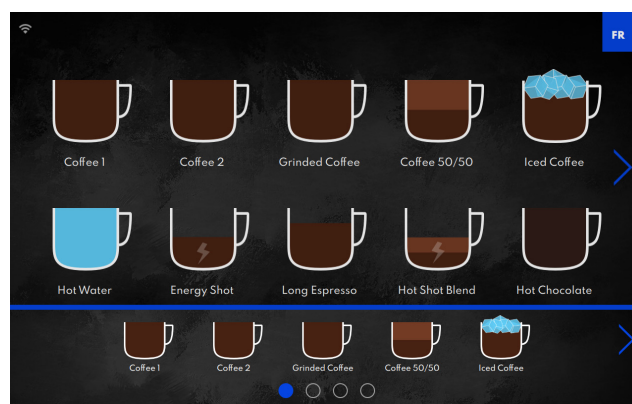 FR
Coffee 1 Coffee 2 Grinded Coffee Coffee 50/50 Iced Coffee
Hot Water Energy Shot Long Espresso Hot Shot Blend Hot Chocolate
Coffee 1 Coffee 2 Grinded Coffee Coffee 50/50 Iced Coffee